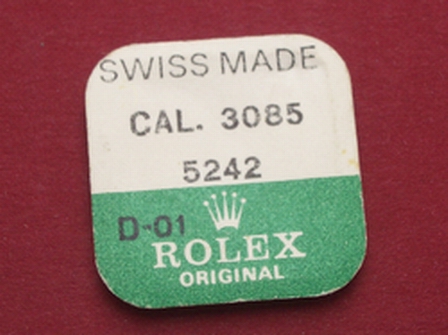 SWISS MADE
CAL. 3085
5242
D-01
ROLEX
ORIGINAL